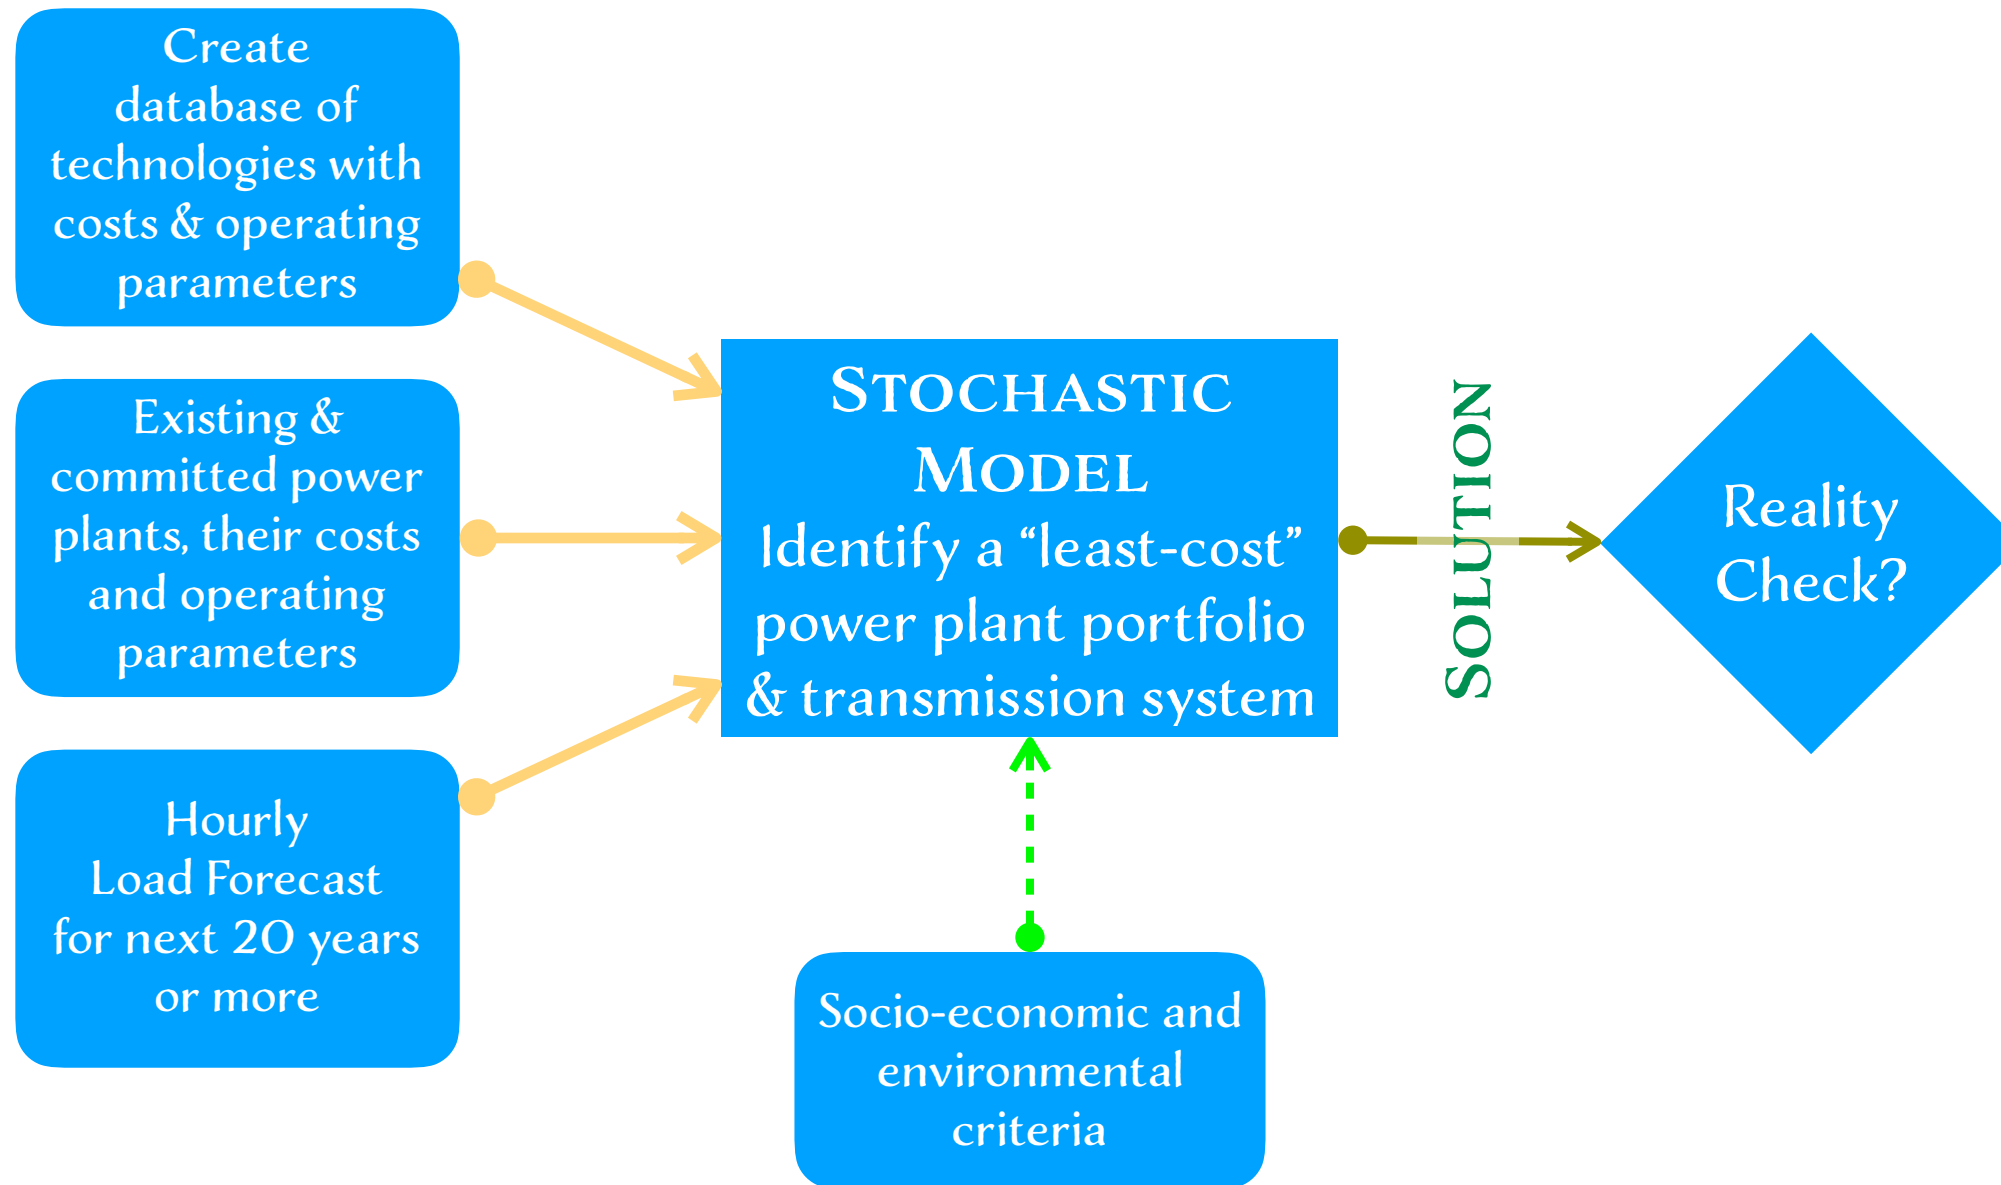 Create
database of
technologies with
costs & operating
parameters
Existing &
committed power
plants, their costs
and operating
parameters
Hourly
Load Forecast
for next 20 years
or more
STOCHASTIC
MODEL
Identify a “least-cost”
power plant portfolio
& transmission system
Socio-economic and
environmental
criteria
SOLUTION
Reality
Check?